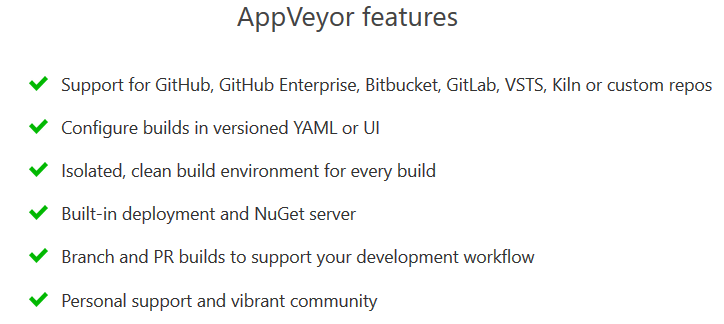 AppVeyor features
Support for GitHub, GitHub Enterprise, Bitbucket, GitLab, VSTS, Kiln or custom repos
Configure builds in versioned YAML or UI
Isolated, clean build environment for every build
Built-in deployment and NuGet server
Branch and PR builds to support your development workflow
Personal support and vibrant community